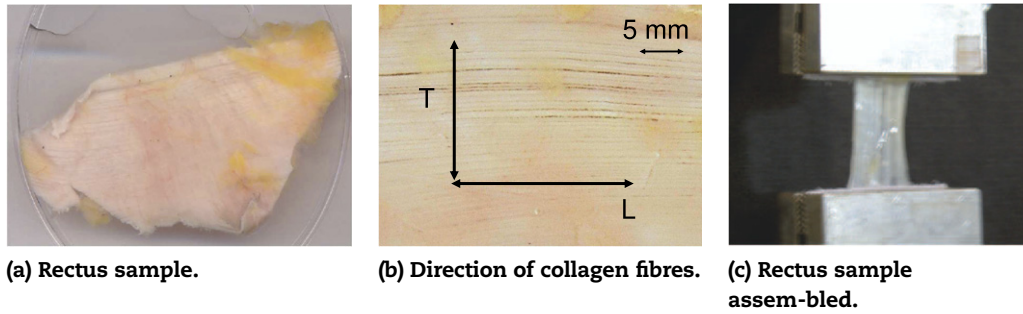 5 mm
T
L
(a) Rectus sample.
(b) Direction of collagen fibres.
(c) Rectus sample
assem-bled.